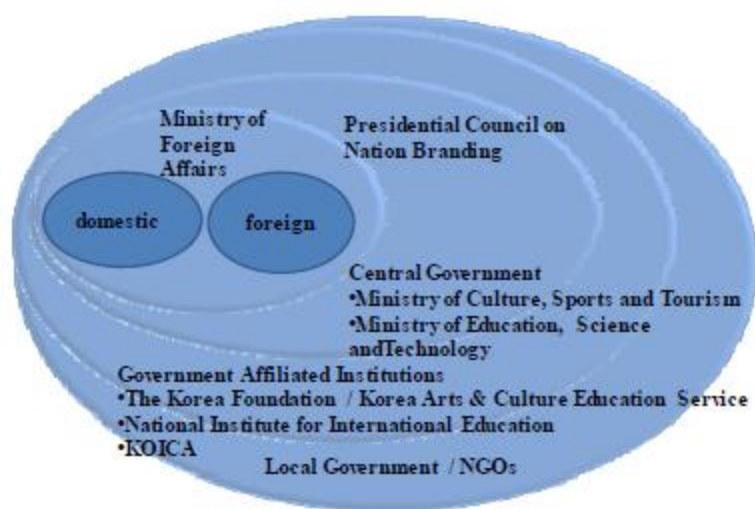 Ministry of
Foreign
Affairs
Presidential Council on
Nation Branding
domestic
foreign
Central Government
•Ministry of Culture, Sports and Tourism
•Ministry of Education, Science
andTechnology
Government Affiliated Institutions
•The Korea Foundation / Korea Arts & Culture Education Service
•National Institute for International Education
•KOICA
Local Government / NGOs